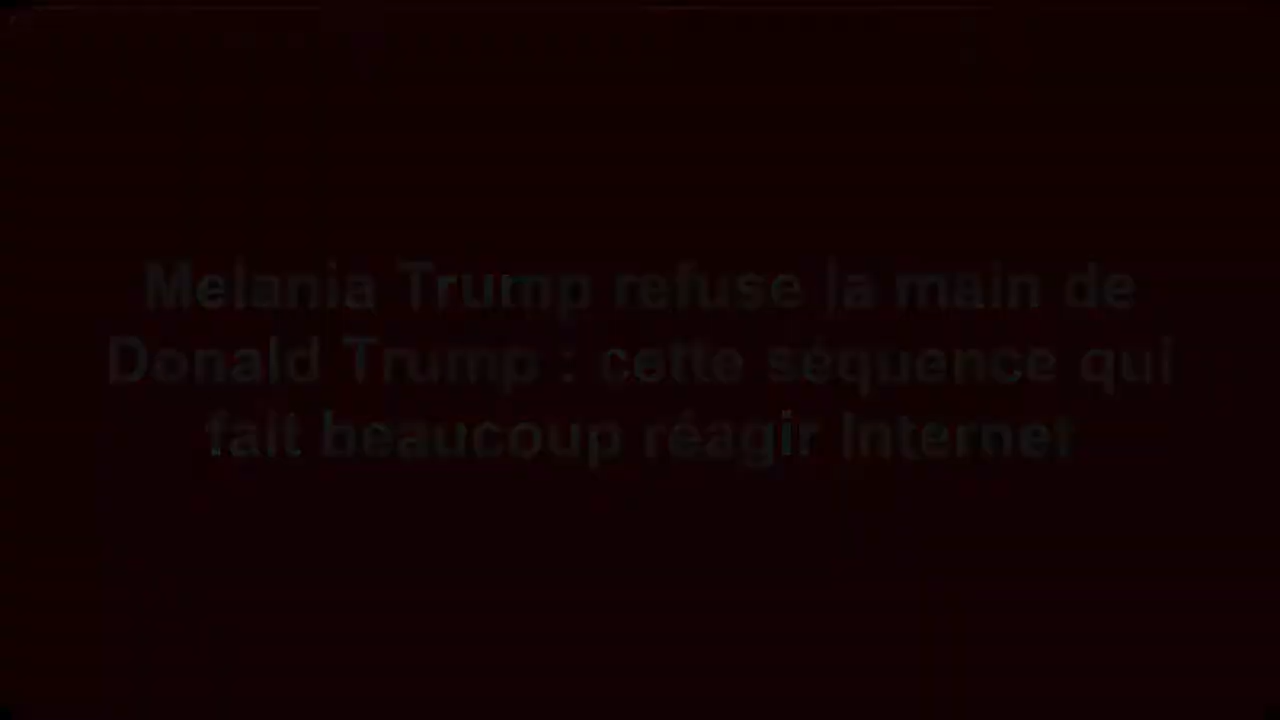 Melania Trump refuse la main de
Donald Trump : cette séquence qui
fait beaucoup réagir Internet